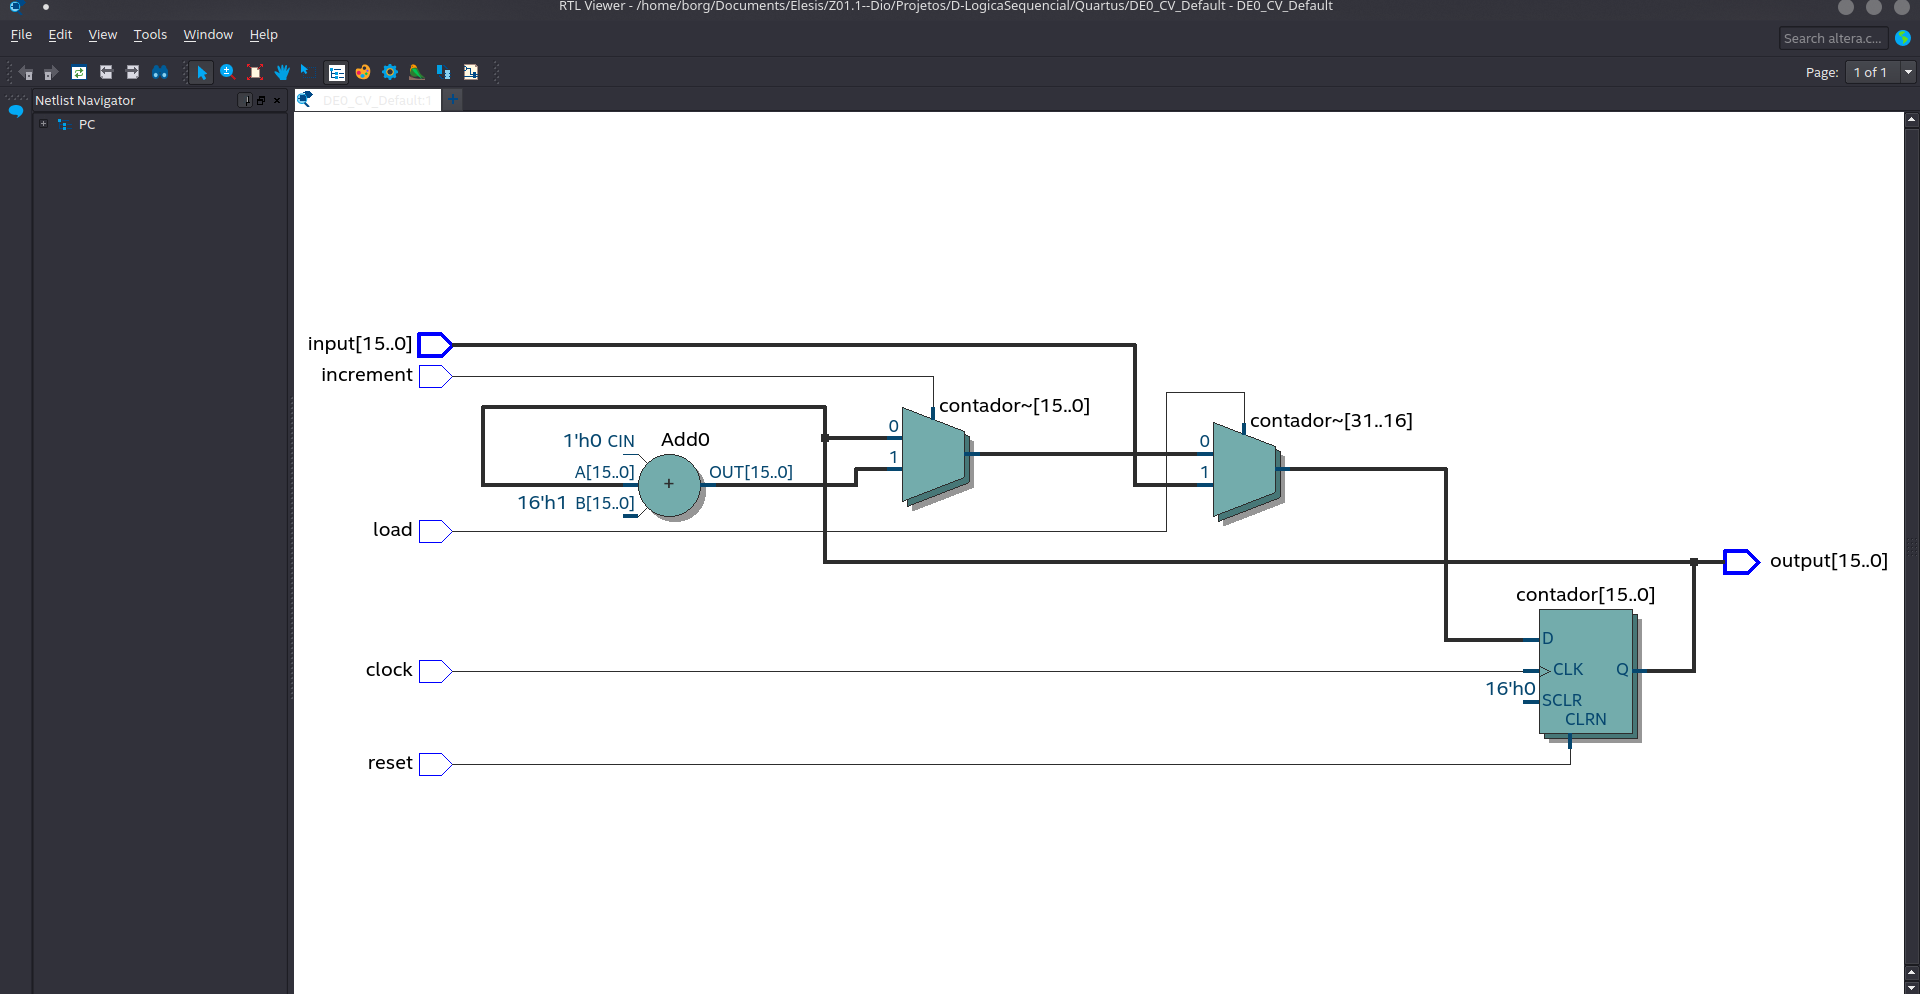 RTL Viewer - /home/borg/Documents/Elesis/Z01.1--Dio/Projetos/D-LogicaSequencial/Quartus/DE0_CV_Default - DE0_CV_Default
File Edit View Tools Window Help
Search altera.c...
Page: 1 of 1
Netlist Navigator
DE0_CV_Default:1
PC
input[15..0]
increment
contador~[15..0]
contador~[31..16]
0
1
0
1
1'h0 CIN
Add0
A[15..0]
+
OUT[15..0]
16'h1 B[15..0]
load
output[15..0]
contador[15..0]
D
clock
CLK
Q
16'h0
SCLR
CLRN
reset